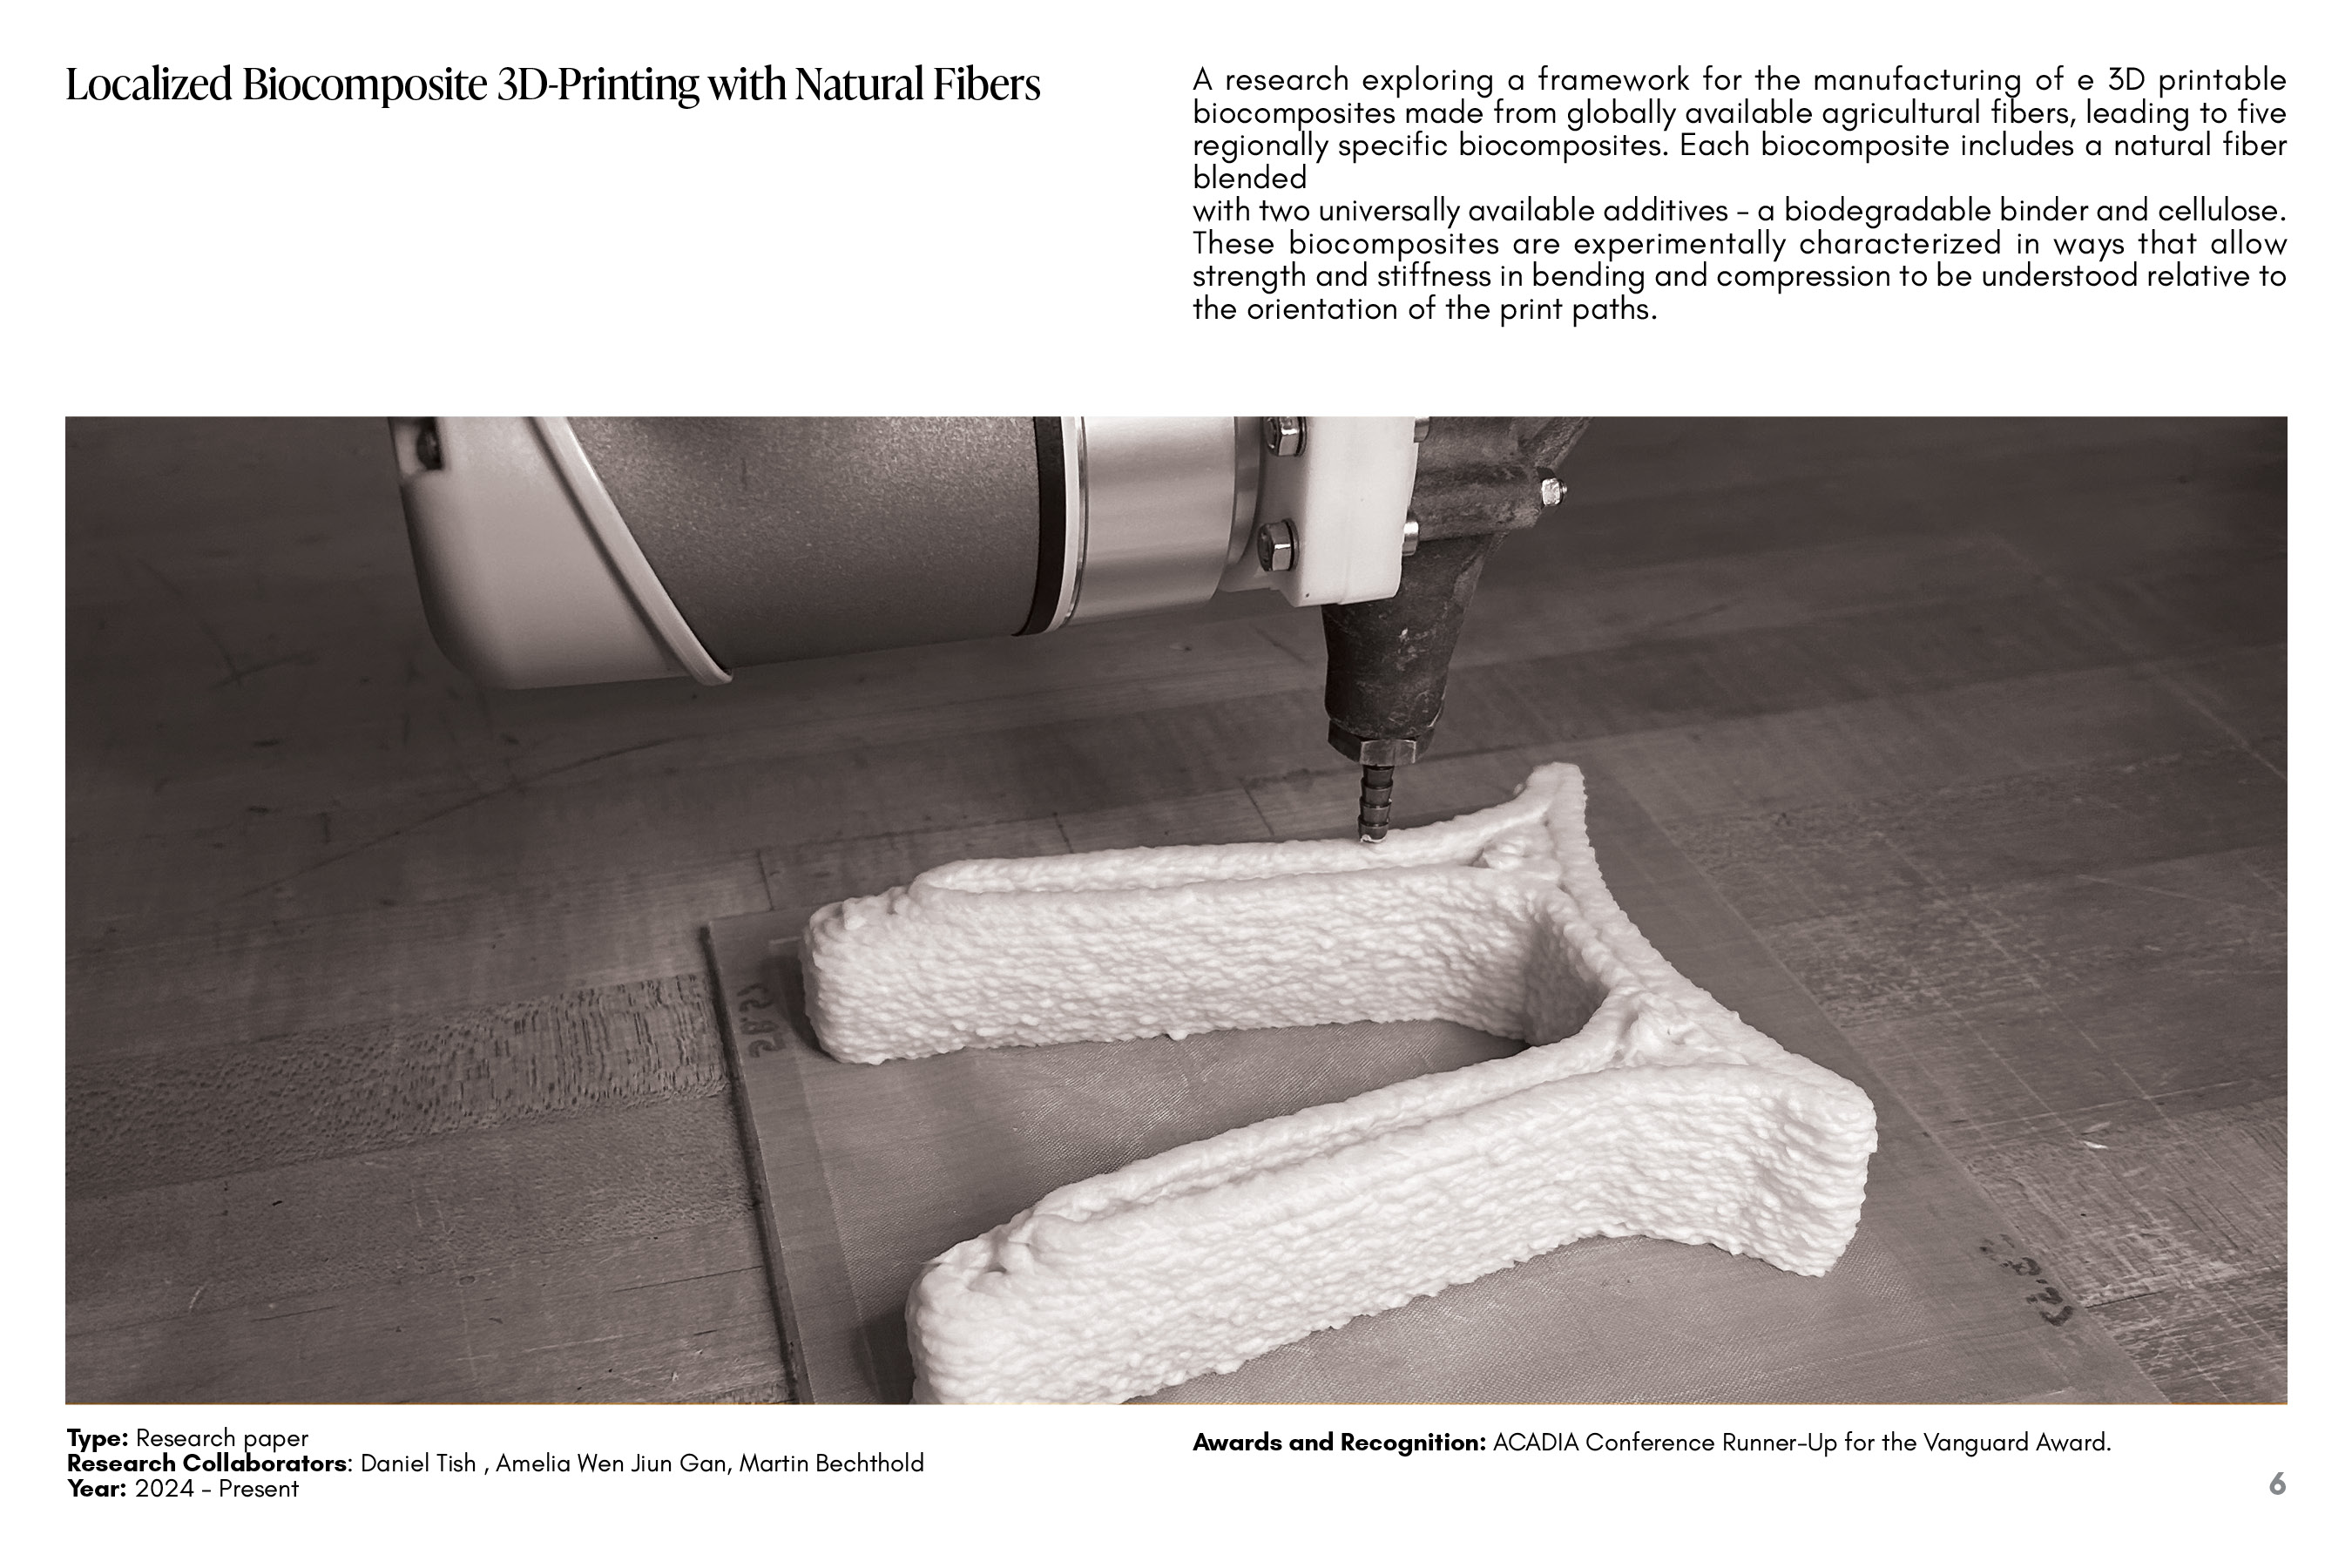 Localized Biocomposite 3D-Printing with Natural Fibers
A research exploring a framework for the manufacturing of e 3D printable
biocomposites made from globally available agricultural fibers, leading to five
regionally specific biocomposites. Each biocomposite includes a natural fiber
blended
with two universally available additives - a biodegradable binder and cellulose.
These biocomposites are experimentally characterized in ways that allow
strength and stiffness in bending and compression to be understood relative to
the orientation of the print paths.
Type: Research paper
Research Collaborators: Daniel Tish , Amelia Wen Jiun Gan, Martin Bechthold
Year: 2024 - Present
Awards and Recognition: ACADIA Conference Runner-Up for the Vanguard Award.
6